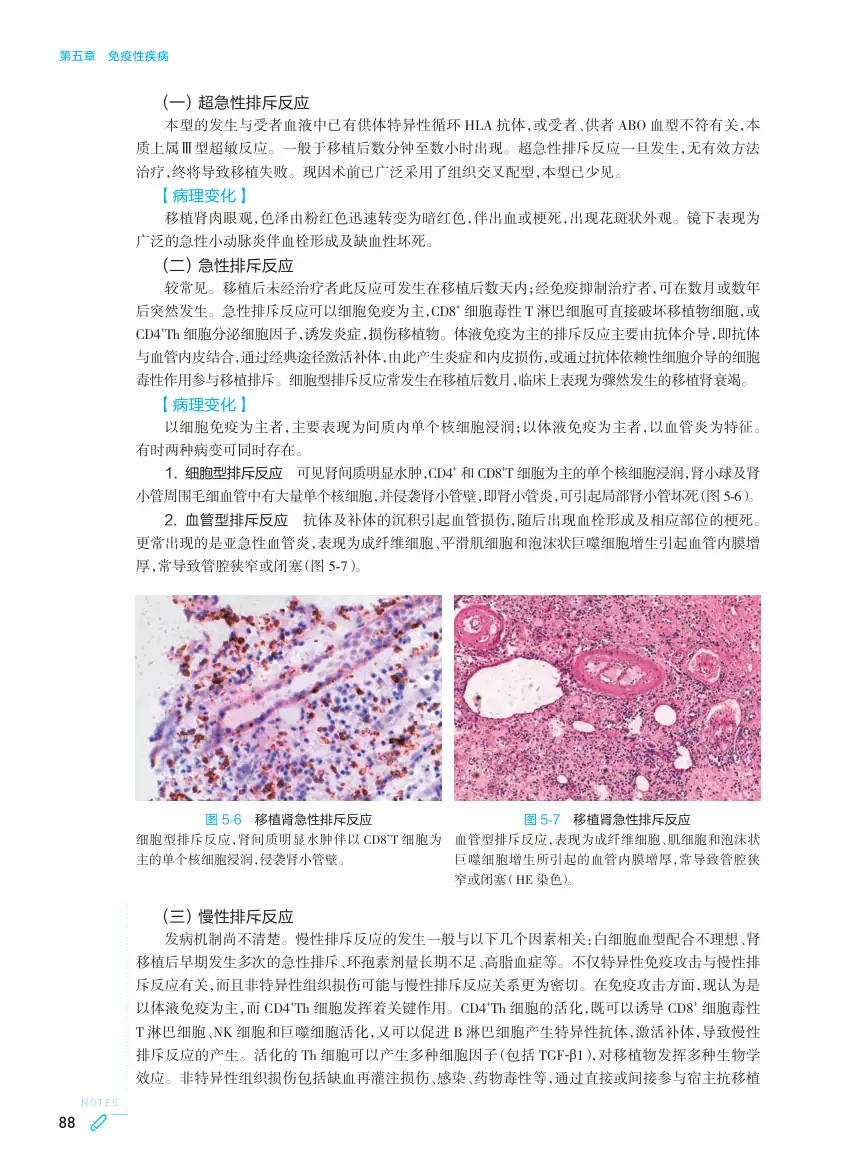 第五章 免疫性疾病
（一）超急性排斥反应
本型的发生与受者血液中已有供体特异性循环 HLA 抗体，或受者、供者 ABO 血型不符有关，本
质上属Ⅲ型超敏反应。一般于移植后数分钟至数小时出现。超急性排斥反应一旦发生，无有效方法
治疗，终将导致移植失败。现因术前已广泛采用了组织交叉配型，本型已少见。
【病理变化】
移植肾肉眼观，色泽由粉红色迅速转变为暗红色，伴出血或梗死，出现花斑状外观。镜下表现为
广泛的急性小动脉炎伴血栓形成及缺血性坏死。
（二）急性排斥反应
较常见。移植后未经治疗者此反应可发生在移植后数天内；经免疫抑制治疗者，可在数月或数年
后突然发生。急性排斥反应可以细胞免疫为主，CD8⁺ 细胞毒性 T 淋巴细胞可直接破坏移植物细胞，或
CD4⁺Th 细胞分泌细胞因子，诱发炎症，损伤移植物。体液免疫为主的排斥反应主要由抗体介导，即抗体
与血管内皮结合，通过经典途径激活补体，由此产生炎症和内皮损伤，或通过抗体依赖性细胞介导的细胞
毒性作用参与移植排斥。细胞型排斥反应常发生在移植后数月，临床上表现为骤然发生的移植肾衰竭。
【病理变化】
以细胞免疫为主者，主要表现为间质内单个核细胞浸润；以体液免疫为主者，以血管炎为特征。
有时两种病变可同时存在。
1. 细胞型排斥反应 可见肾间质明显水肿，CD4⁺ 和 CD8⁺T 细胞为主的单个核细胞浸润，肾小球及肾
小管周围毛细血管中有大量单个核细胞，并侵袭肾小管壁，即肾小管炎，可引起局部肾小管坏死（图 5-6）。
2. 血管型排斥反应 抗体及补体的沉积引起血管损伤，随后出现血栓形成及相应部位的梗死。
更常出现的是亚急性血管炎，表现为成纤维细胞、平滑肌细胞和泡沫状巨噬细胞增生引起血管内膜增
厚，常导致管腔狭窄或闭塞（图 5-7）。
图 5-6 移植肾急性排斥反应
细胞型排斥反应，肾间质明显水肿伴以 CD8⁺T 细胞为
主的单个核细胞浸润，侵袭肾小管壁。
图 5-7 移植肾急性排斥反应
血管型排斥反应，表现为成纤维细胞、肌细胞和泡沫状
巨噬细胞增生所引起的血管内膜增厚，常导致管腔狭
窄或闭塞（HE 染色）。
（三）慢性排斥反应
发病机制尚不清楚。慢性排斥反应的发生一般与以下几个因素相关：白细胞血型配合不理想、肾
移植后早期发生多次的急性排斥、环孢素剂量长期不足、高脂血症等。不仅特异性免疫攻击与慢性排
斥反应有关，而且非特异性组织损伤可能与慢性排斥反应关系更为密切。在免疫攻击方面，现认为是
以体液免疫为主，而 CD4⁺Th 细胞发挥着关键作用。CD4⁺Th 细胞的活化，既可以诱导 CD8⁺ 细胞毒性
T 淋巴细胞、NK 细胞和巨噬细胞活化，又可以促进 B 淋巴细胞产生特异性抗体，激活补体，导致慢性
排斥反应的产生。活化的 Th 细胞可以产生多种细胞因子（包括 TGF-β1），对移植物发挥多种生物学
效应。非特异性组织损伤包括缺血再灌注损伤、感染、药物毒性等，通过直接或间接参与宿主抗移植
NOTES
88